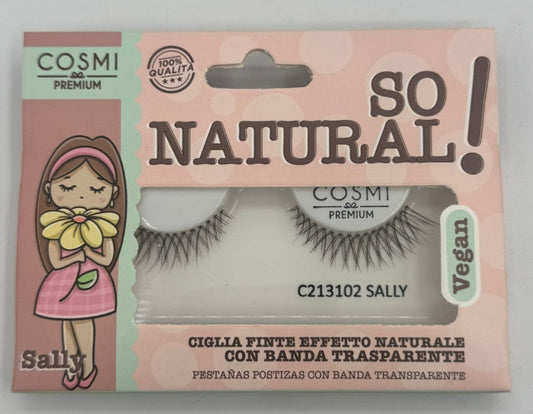 COSMI
PREMIUM
100%
QUALITÀ
SO
NATURAL!
COSMI
PREMIUM
C213102 SALLY
Vegan
CIGLIA FINTE EFFETTO NATURALE
CON BANDA TRASPARENTE
PESTAÑAS POSTIZAS CON BANDA TRANSPARENTE
Sally